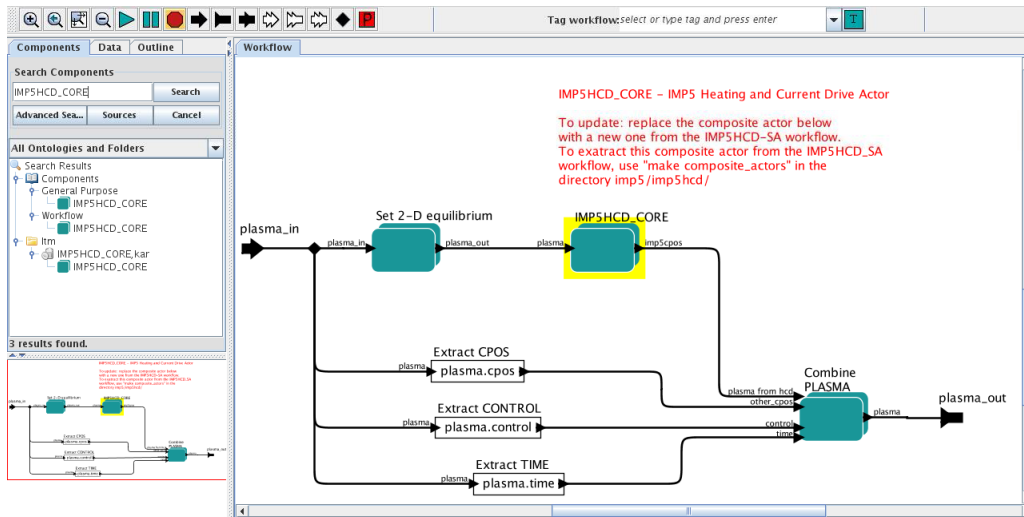 P
Tag workflow:
select or type tag and press enter
T
Components
Data
Outline
Workflow
Search Components
IMP5HCD_CORE
Search
Advanced Sea...
Sources
Cancel
All Ontologies and Folders
Search Results
Components
General Purpose
IMP5HCD_CORE
Workflow
IMP5HCD_CORE
ltm
IMP5HCD_CORE,kar
IMP5HCD_CORE
3 results found.
IMP5HCD_CORE - IMP5 Heating and Current Drive Actor
To update: replace the composite actor below
with a new one from the IMP5HCD-SA workflow.
To exatract this composite actor from the IMP5HCD_SA
workflow, use "make composite_actors" in the
directory imp5/imp5hcd/
plasma_in
Set 2-D equilibrium
plasma_in
plasma_out
IMP5HCD_CORE
plasma
imp5cpos
Extract CPOS
plasma
plasma.cpos
Extract CONTROL
plasma
plasma.control
Extract TIME
plasma
plasma.time
Combine
PLASMA
plasma from hcd
other_cpos
control
time
plasma
plasma_out